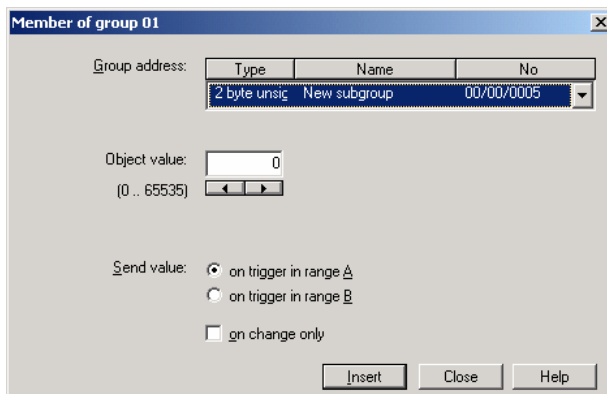 Member of group 01
Group address:
Type Name No
2 byte unsig New subgroup 00/00/0005
Object value: 0
(0 .. 65535)
Send value: on trigger in range A
on trigger in range B
on change only
Insert Close Help